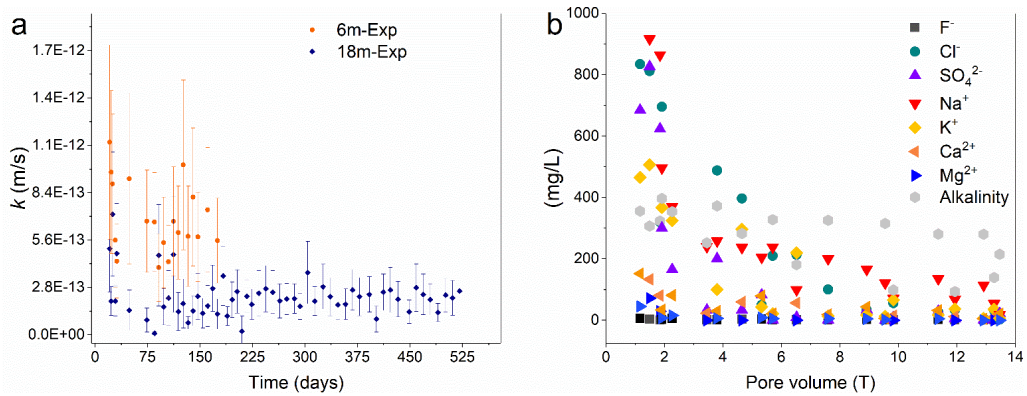 a
6m-Exp
18m-Exp
1.7E-12
1.4E-12
1.1E-12
8.4E-13
5.6E-13
2.8E-13
0.0E+00
k (m/s)
0 75 150 225 300 375 450 525
Time (days)
b
1000
800
600
400
200
0
(mg/L)
F⁻
Cl⁻
SO₄²⁻
Na⁺
K⁺
Ca²⁺
Mg²⁺
Alkalinity
0 2 4 6 8 10 12 14
Pore volume (T)